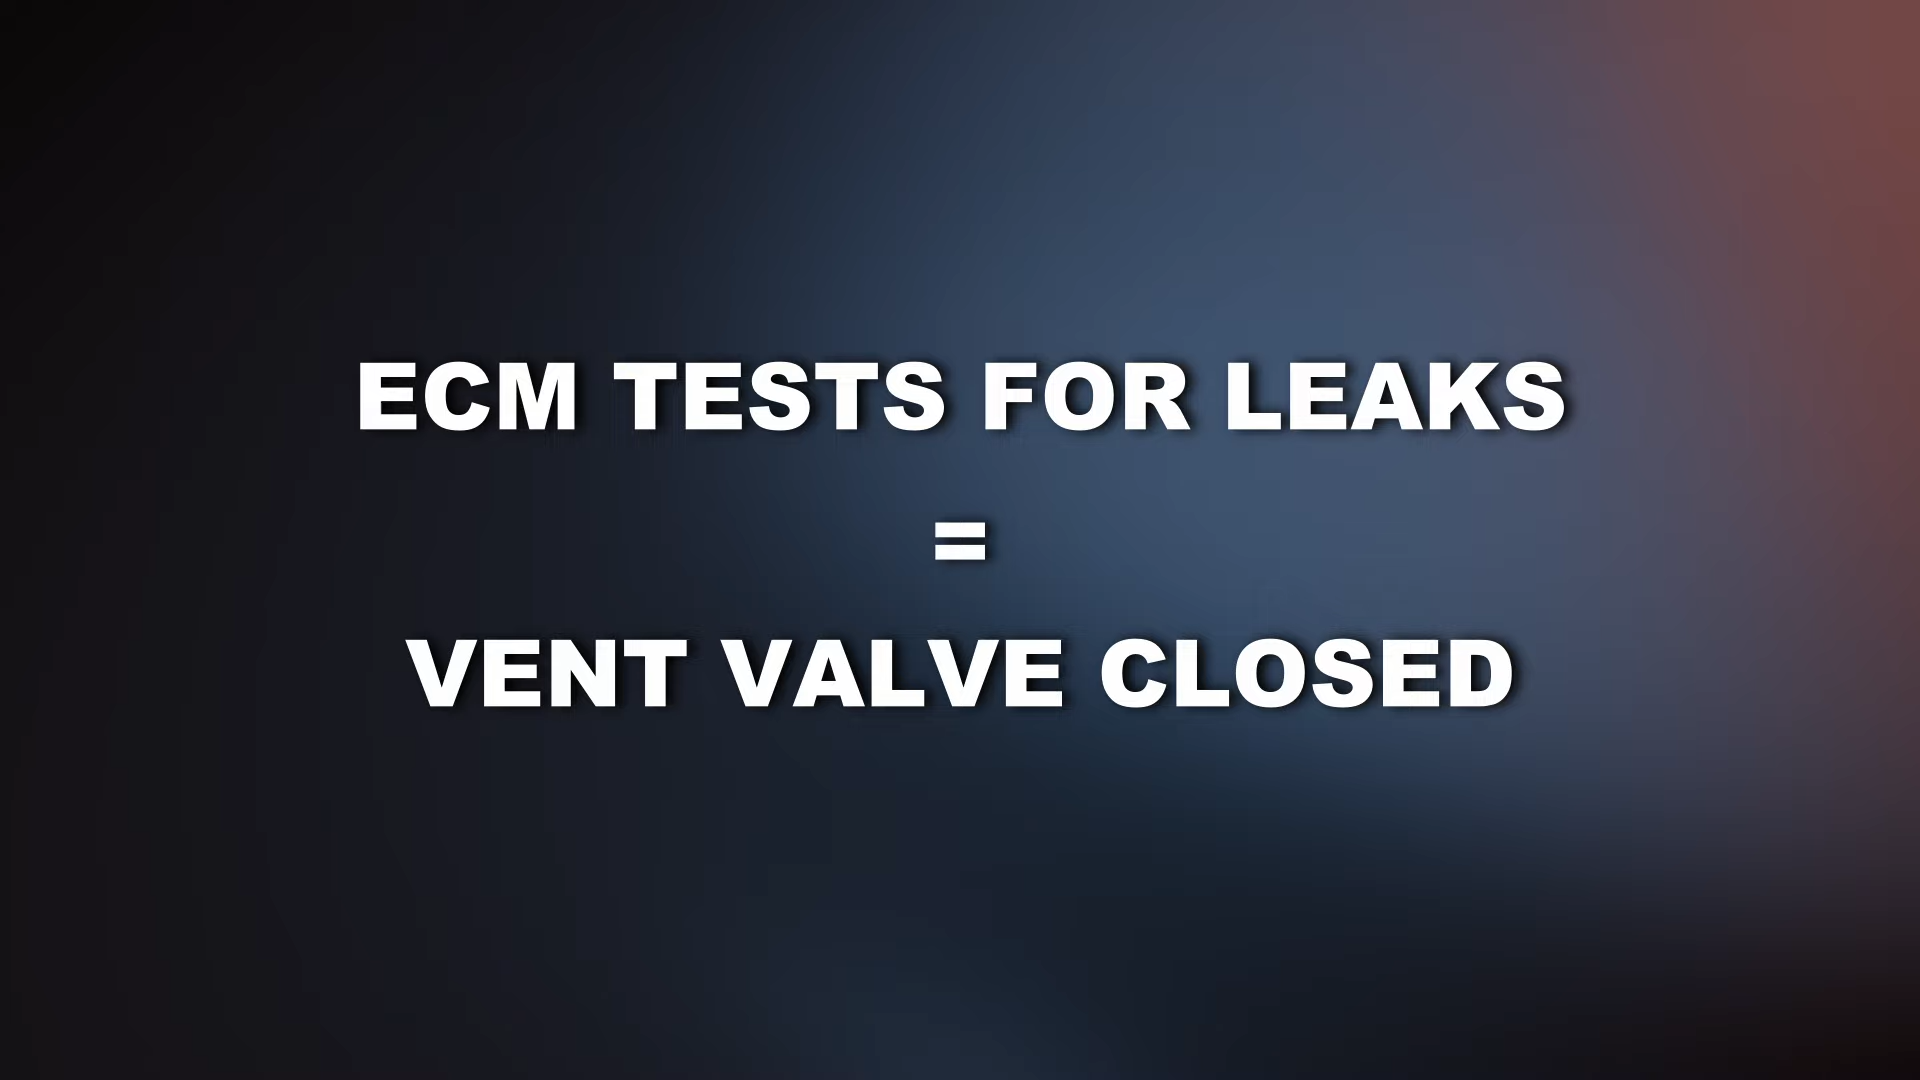 ECM TESTS FOR LEAKS
=
VENT VALVE CLOSED